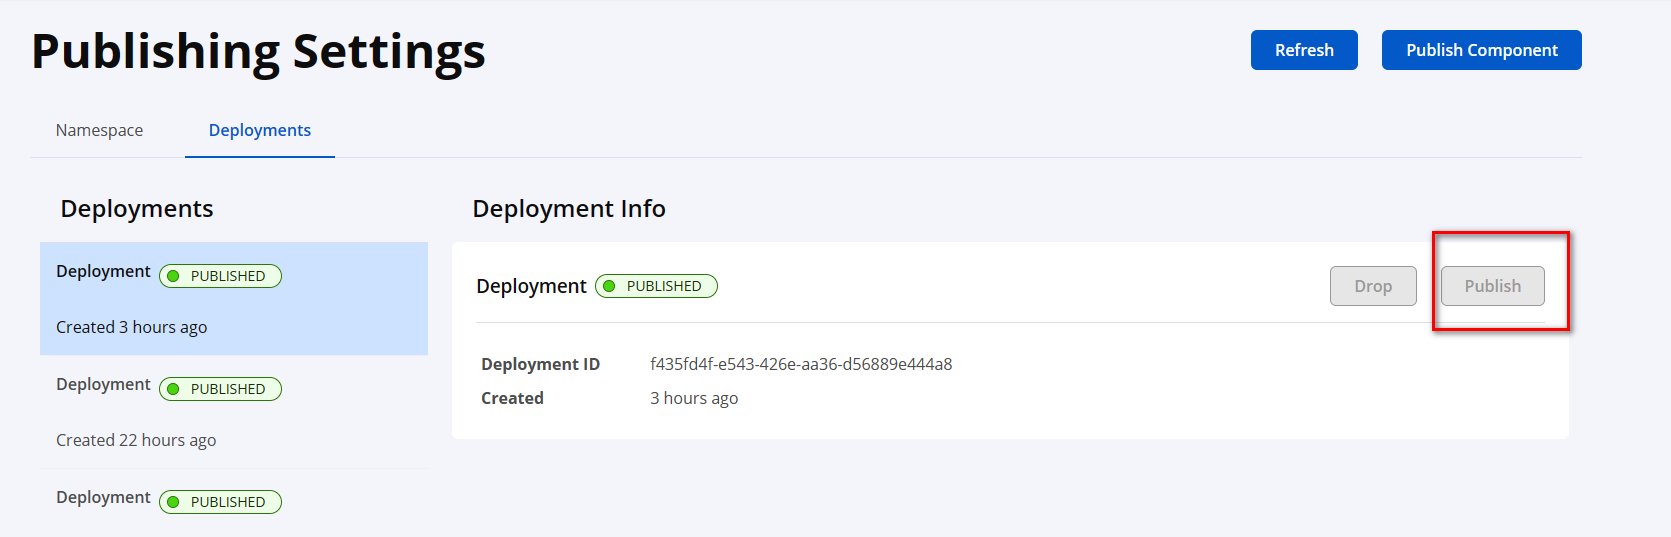 Publishing Settings
Refresh
Publish Component
Namespace
Deployments
Deployments
Deployment PUBLISHED
Created 3 hours ago
Deployment PUBLISHED
Created 22 hours ago
Deployment PUBLISHED
Deployment Info
Deployment PUBLISHED
Drop
Publish
Deployment ID f435fd4f-e543-426e-aa36-d56889e444a8
Created 3 hours ago